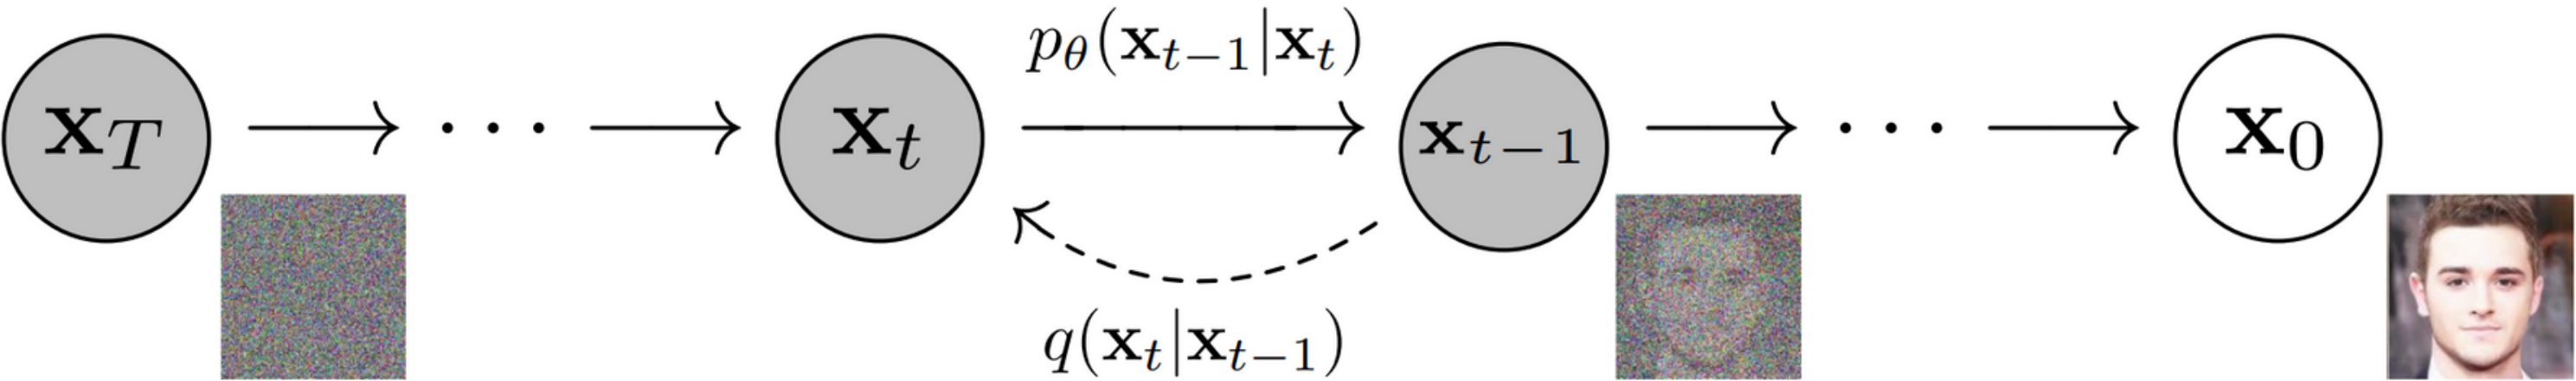 p_θ(x_{t−1}|x_t)
x_T → · · · → x_t → x_{t−1} → · · · → x_0
q(x_t|x_{t−1})